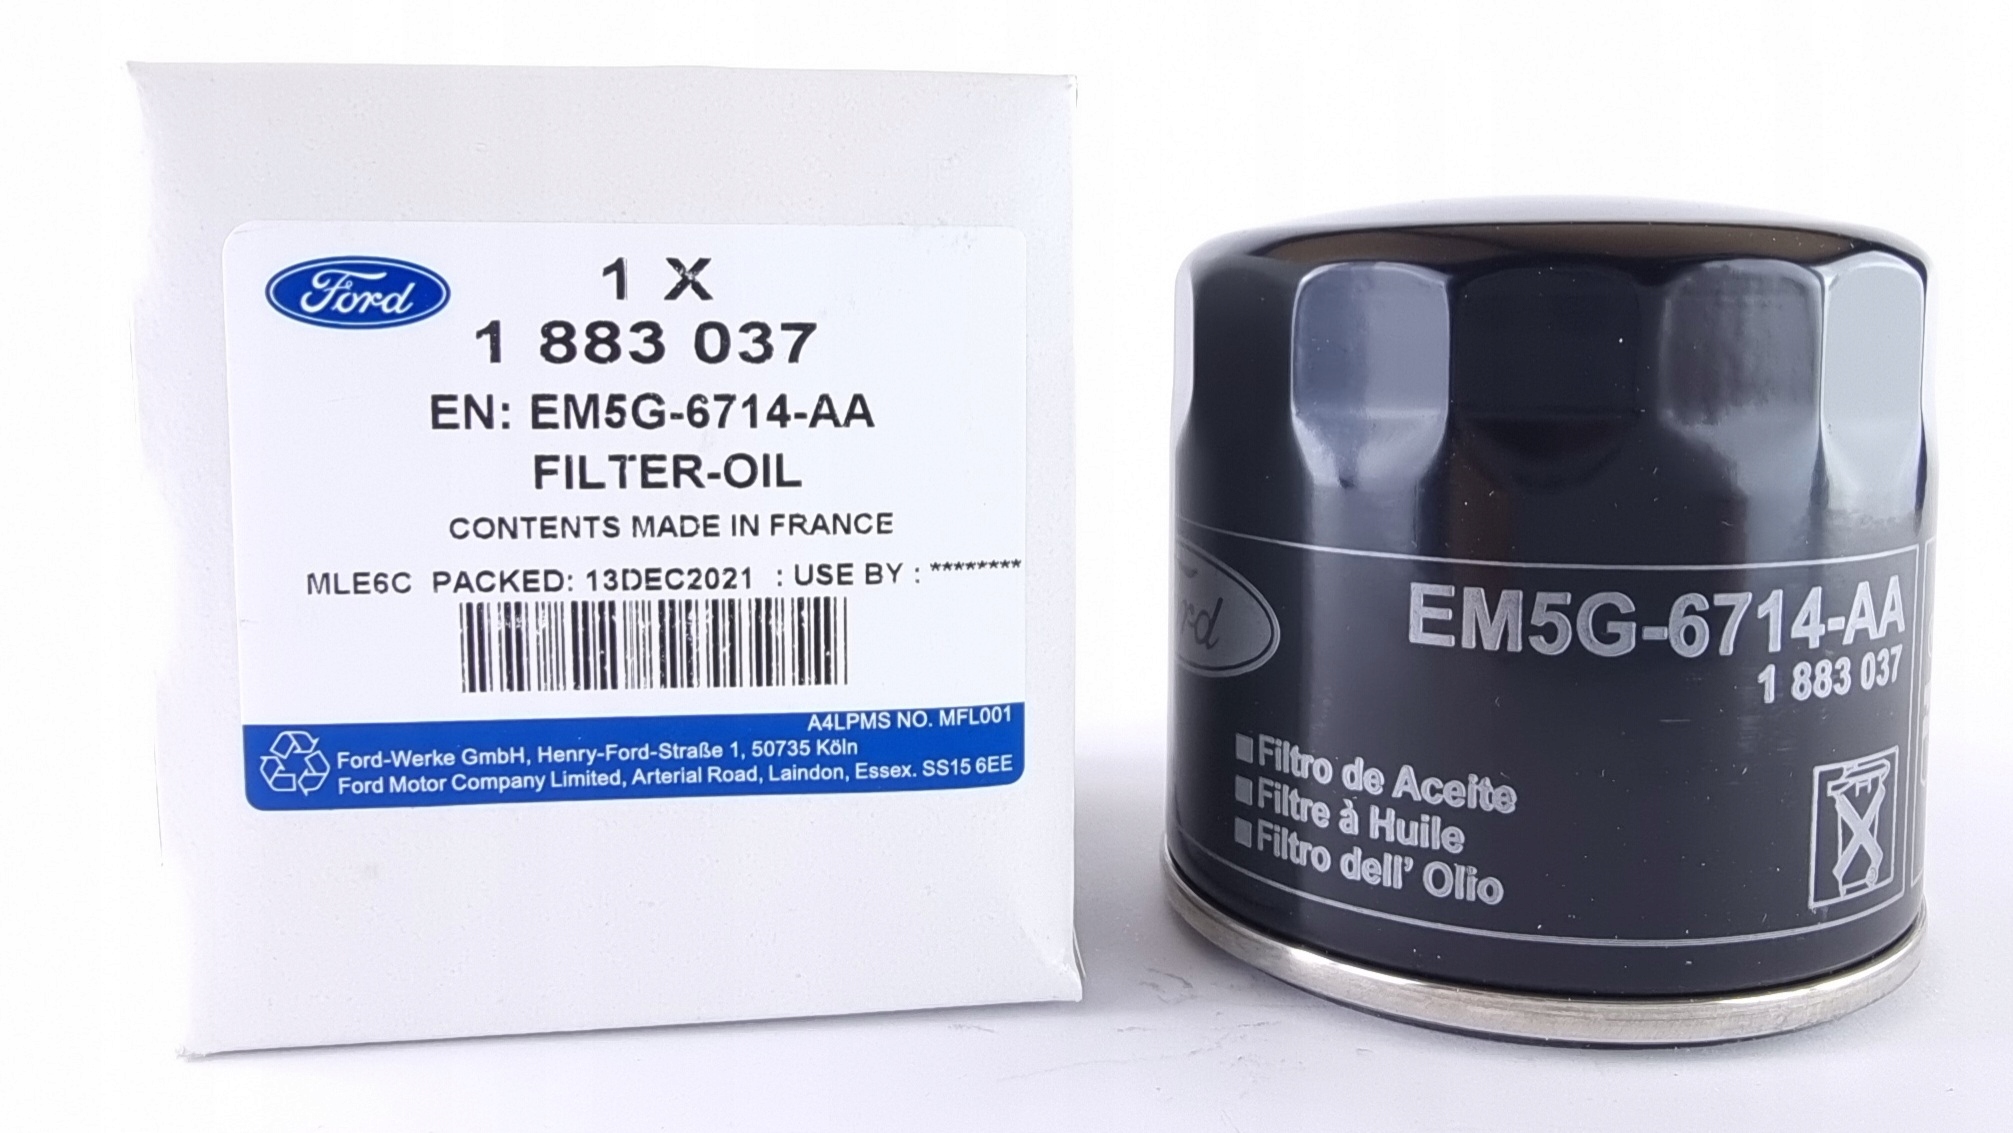 Ford
1 X
1 883 037
EN: EM5G-6714-AA
FILTER-OIL
CONTENTS MADE IN FRANCE
MLE6C PACKED: 13DEC2021 : USE BY : ********
A4LPMS NO. MFL001
Ford-Werke GmbH, Henry-Ford-Straße 1, 50735 Köln
Ford Motor Company Limited, Arterial Road, Laindon, Essex. SS15 6EE
Ford
EM5G-6714-AA
1 883 037
Filtro de Aceite
Filtre à Huile
Filtro dell' Olio